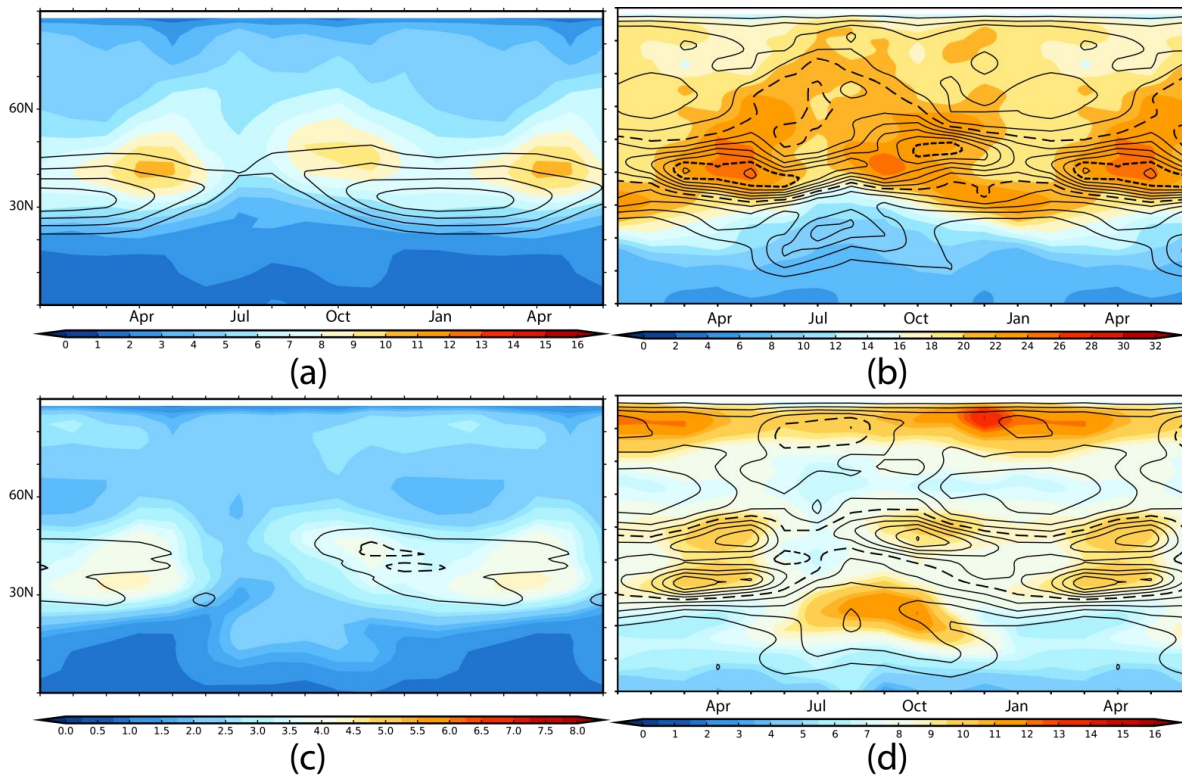 60N
30N
Apr Jul Oct Jan Apr
0 1 2 3 4 5 6 7 8 9 10 11 12 13 14 15 16
(a)
Apr Jul Oct Jan Apr
0 2 4 6 8 10 12 14 16 18 20 22 24 26 28 30 32
(b)
60N
30N
0.0 0.5 1.0 1.5 2.0 2.5 3.0 3.5 4.0 4.5 5.0 5.5 6.0 6.5 7.0 7.5 8.0
(c)
Apr Jul Oct Jan Apr
0 1 2 3 4 5 6 7 8 9 10 11 12 13 14 15 16
(d)